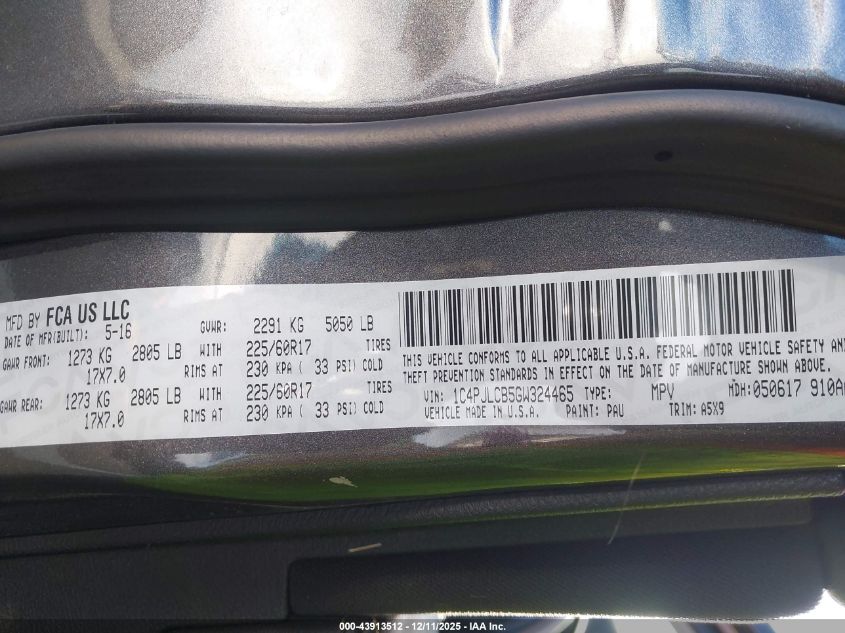 MFD BY FCA US LLC
DATE OF MFR(BUILT): 5-16
GVWR: 2291 KG 5050 LB
GAWR FRONT: 1273 KG 2805 LB WITH 225/60R17 TIRES
17X7.0 RIMS AT 230 KPA ( 33 PSI) COLD
GAWR REAR: 1273 KG 2805 LB WITH 225/60R17 TIRES
17X7.0 RIMS AT 230 KPA ( 33 PSI) COLD
THIS VEHICLE CONFORMS TO ALL APPLICABLE U.S.A. FEDERAL MOTOR VEHICLE SAFETY AND
THEFT PREVENTION STANDARDS IN EFFECT ON THE DATE OF MANUFACTURE SHOWN ABOVE.
VIN: 1C4PJLCB5GW324465 TYPE: MPV MDH: 050617 910A
VEHICLE MADE IN U.S.A. PAINT: PAU TRIM: A5X9
000-43913512 - 12/11/2025 - IAA Inc.